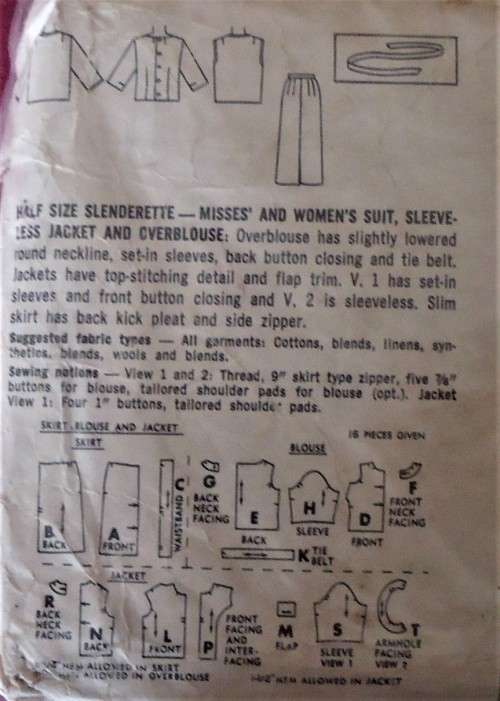 HALF SIZE SLENDERETTE — MISSES' AND WOMEN'S SUIT, SLEEVE-
LESS JACKET AND OVERBLOUSE: Overblouse has slightly lowered
round neckline, set-in sleeves, back button closing and tie belt.
Jackets have top-stitching detail and flap trim. V. 1 has set-in
sleeves and front button closing and V. 2 is sleeveless. Slim
skirt has back kick pleat and side zipper.
Suggested fabric types — All garments: Cottons, blends, linens, syn-
thetics, blends, wools and blends.
Sewing notions — View 1 and 2: Thread, 9" skirt type zipper, five 7/8"
buttons for blouse, tailored shoulder pads for blouse (opt.). Jacket
View 1: Four 1" buttons, tailored shoulder pads.
SKIRT, BLOUSE AND JACKET
16 PIECES GIVEN
SKIRT
BLOUSE
B
BACK
A
FRONT
C
WAISTBAND
G
BACK
NECK
FACING
E
BACK
H
SLEEVE
D
FRONT
F
FRONT
NECK
FACING
K TIE
BELT
JACKET
R
BACK
NECK
FACING
N
BACK
L
FRONT
P
FRONT
FACING
AND
INTER-
FACING
M
FLAP
S
SLEEVE
VIEW 1
T
ARMHOLE
FACING
VIEW 2
HEM ALLOWED IN SKIRT
ALLOWED IN OVERBLOUSE
1-1/2" HEM ALLOWED IN JACKET